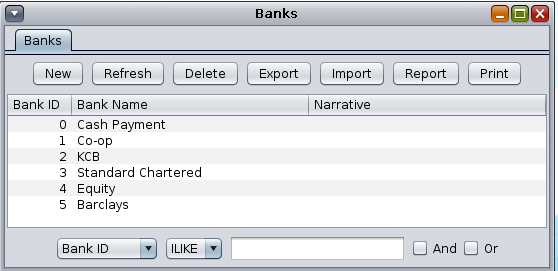 Banks
Banks
New Refresh Delete Export Import Report Print
Bank ID Bank Name Narrative
0 Cash Payment
1 Co-op
2 KCB
3 Standard Chartered
4 Equity
5 Barclays
Bank ID ILIKE And Or